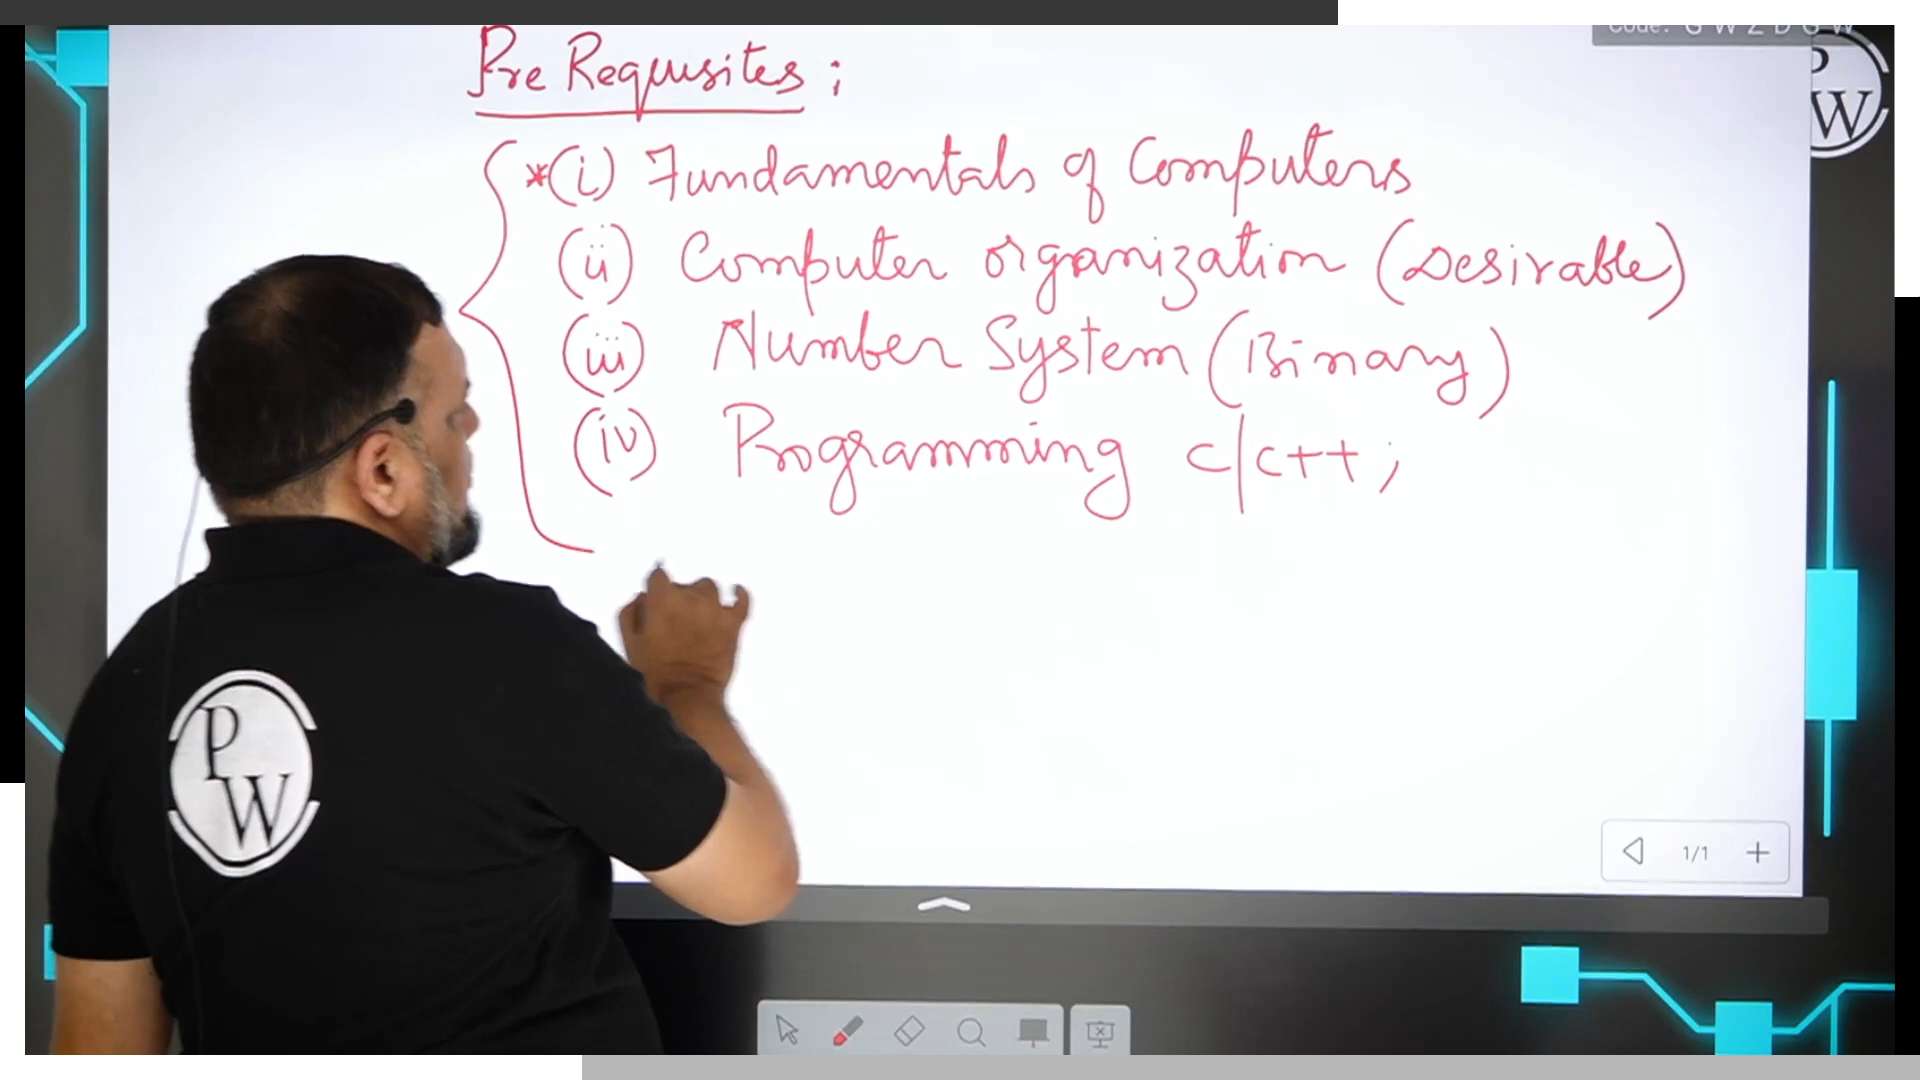 Pre Requisites ;
*(i) Fundamentals of Computers
(ii) Computer organization (Desirable)
(iii) Number System (Binary)
(iv) Programming c/c++ ;
P
W
P
W
1/1